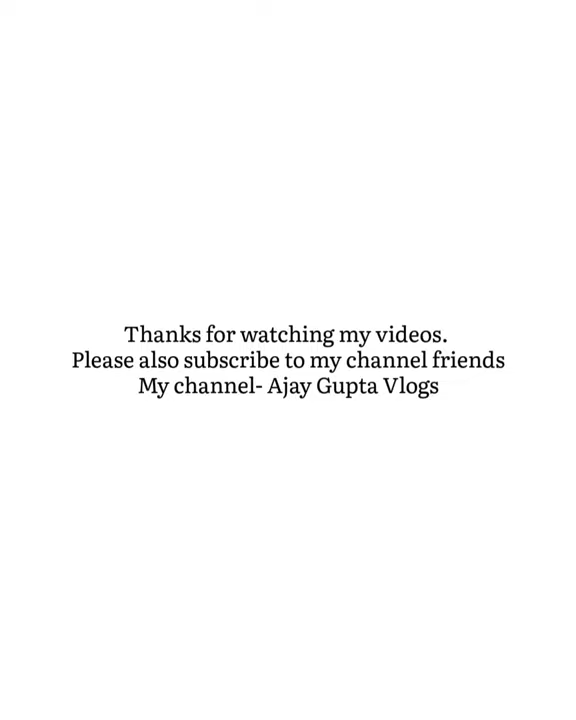 Thanks for watching my videos.
Please also subscribe to my channel friends
My channel- Ajay Gupta Vlogs